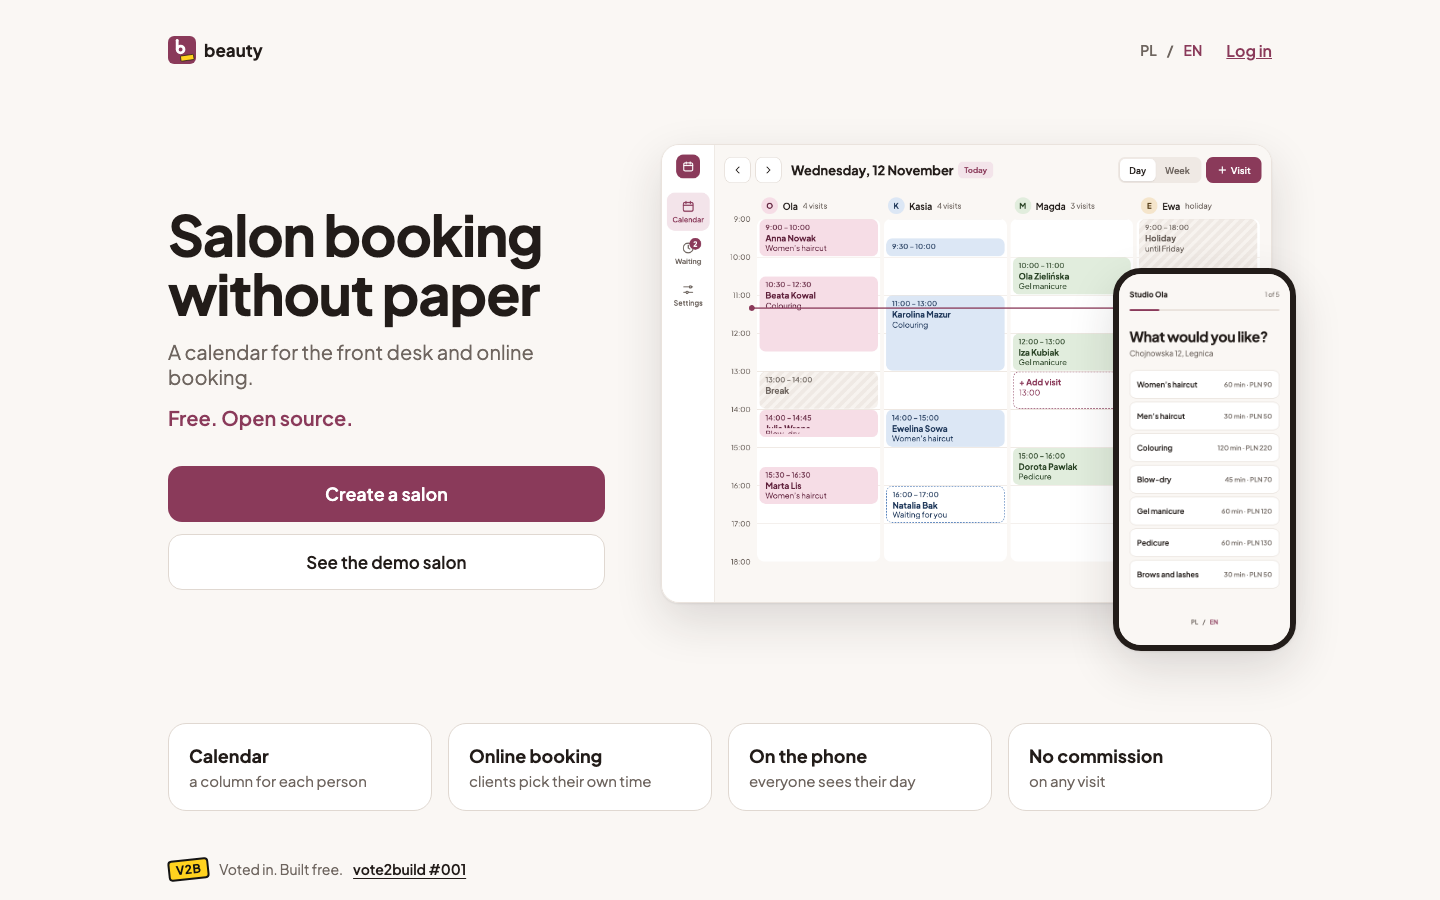 beauty
PL / EN Log in
Salon booking
without paper
A calendar for the front desk and online
booking.
Free. Open source.
Create a salon
See the demo salon
Calendar
2
Waiting
Settings
Wednesday, 12 November Today
Day Week + Visit
O Ola 4 visits
K Kasia 4 visits
M Magda 3 visits
E Ewa holiday
9:00
10:00
11:00
12:00
13:00
14:00
15:00
16:00
17:00
18:00
9:00 – 10:00
Anna Nowak
Women's haircut
10:30 – 12:30
Beata Kowal
Colouring
13:00 – 14:00
Break
14:00 – 14:45
Blow-dry
15:30 – 16:30
Marta Lis
Women's haircut
9:30 – 10:00
11:00 – 13:00
Karolina Mazur
Colouring
14:00 – 15:00
Ewelina Sowa
Women's haircut
16:00 – 17:00
Natalia Bak
Waiting for you
10:00 – 11:00
Ola Zielińska
Gel manicure
12:00 – 13:00
Iza Kubiak
Gel manicure
+ Add visit
13:00
15:00 – 16:00
Dorota Pawlak
Pedicure
9:00 – 18:00
Holiday
until Friday
Studio Ola 1 of 5
What would you like?
Chojnowska 12, Legnica
Women's haircut 60 min · PLN 90
Men's haircut 30 min · PLN 50
Colouring 120 min · PLN 220
Blow-dry 45 min · PLN 70
Gel manicure 60 min · PLN 120
Pedicure 60 min · PLN 130
Brows and lashes 30 min · PLN 50
PL / EN
Calendar
a column for each person
Online booking
clients pick their own time
On the phone
everyone sees their day
No commission
on any visit
V2B Voted in. Built free. vote2build #001